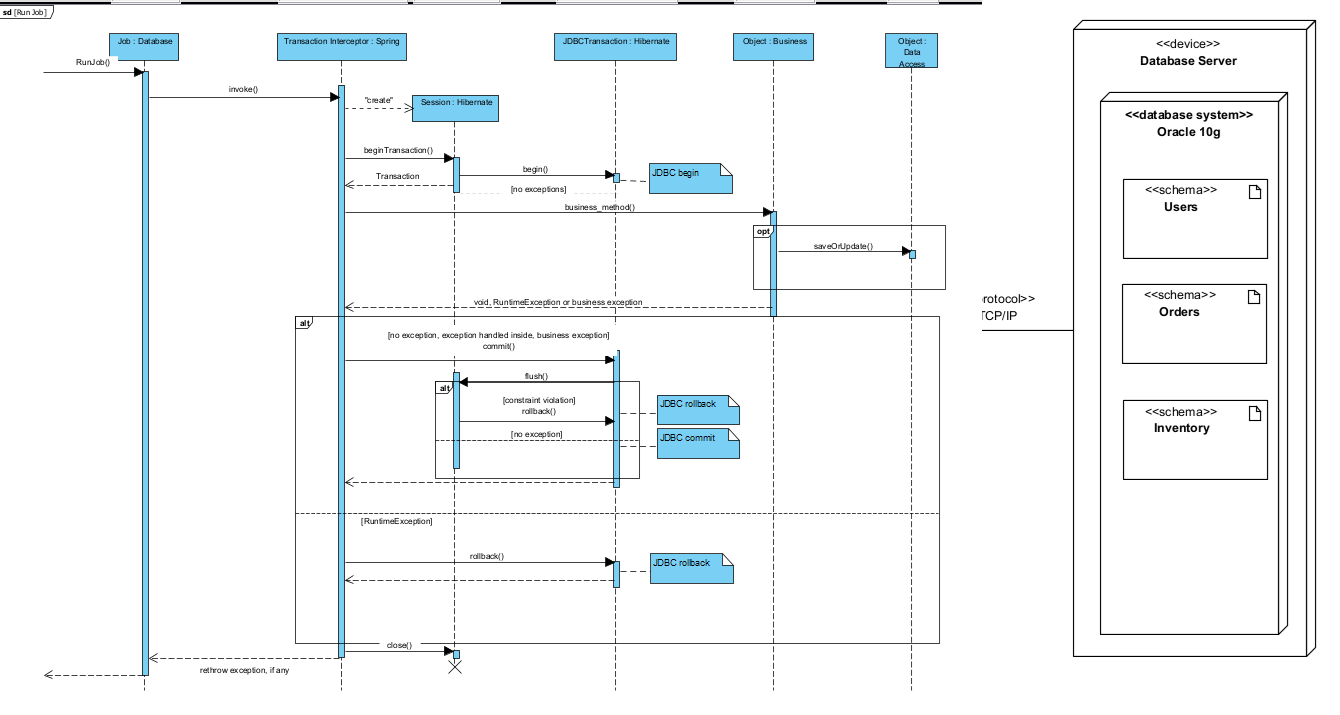 sd [RunJob]
Job : Database
Transaction Interceptor : Spring
JDBCTransaction : Hibernate
Object : Business
Object :
Data
Access
RunJob()
invoke()
"create"
Session : Hibernate
beginTransaction()
begin()
JDBC begin
Transaction
[no exceptions]
business_method()
opt
saveOrUpdate()
void, RuntimeException or business exception
alt
[no exception, exception handled inside, business exception]
commit()
flush()
alt
[constraint violation]
rollback()
JDBC rollback
[no exception]
JDBC commit
[RuntimeException]
rollback()
JDBC rollback
close()
rethrow exception, if any
rotocol>>
TCP/IP
<<device>>
Database Server
<<database system>>
Oracle 10g
<<schema>>
Users
<<schema>>
Orders
<<schema>>
Inventory